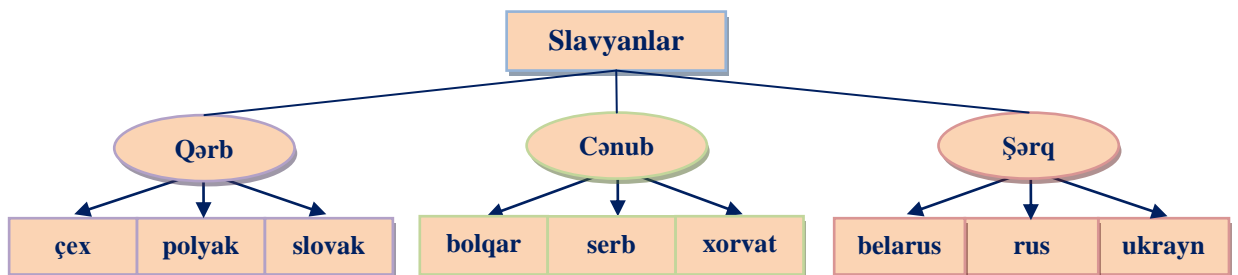 Slavyanlar
Qərb Cənub Şərq
çex polyak slovak bolqar serb xorvat belarus rus ukrayn